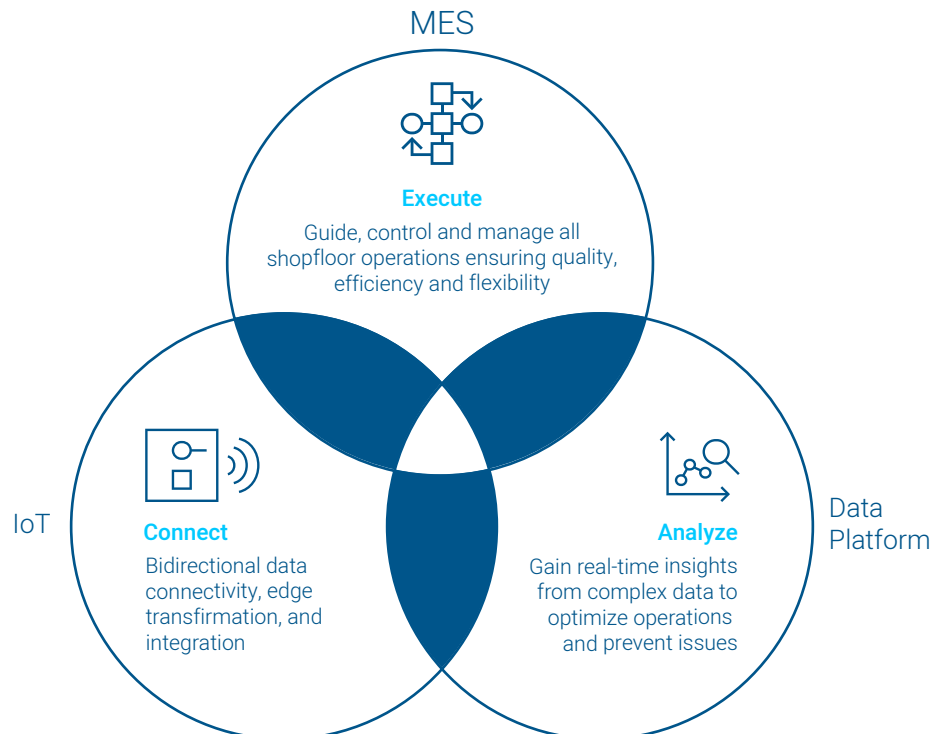 MES
Execute
Guide, control and manage all
shopfloor operations ensuring quality,
efficiency and flexibility
IoT
Connect
Bidirectional data
connectivity, edge
transfirmation, and
integration
Analyze
Gain real-time insights
from complex data to
optimize operations
and prevent issues
Data
Platform